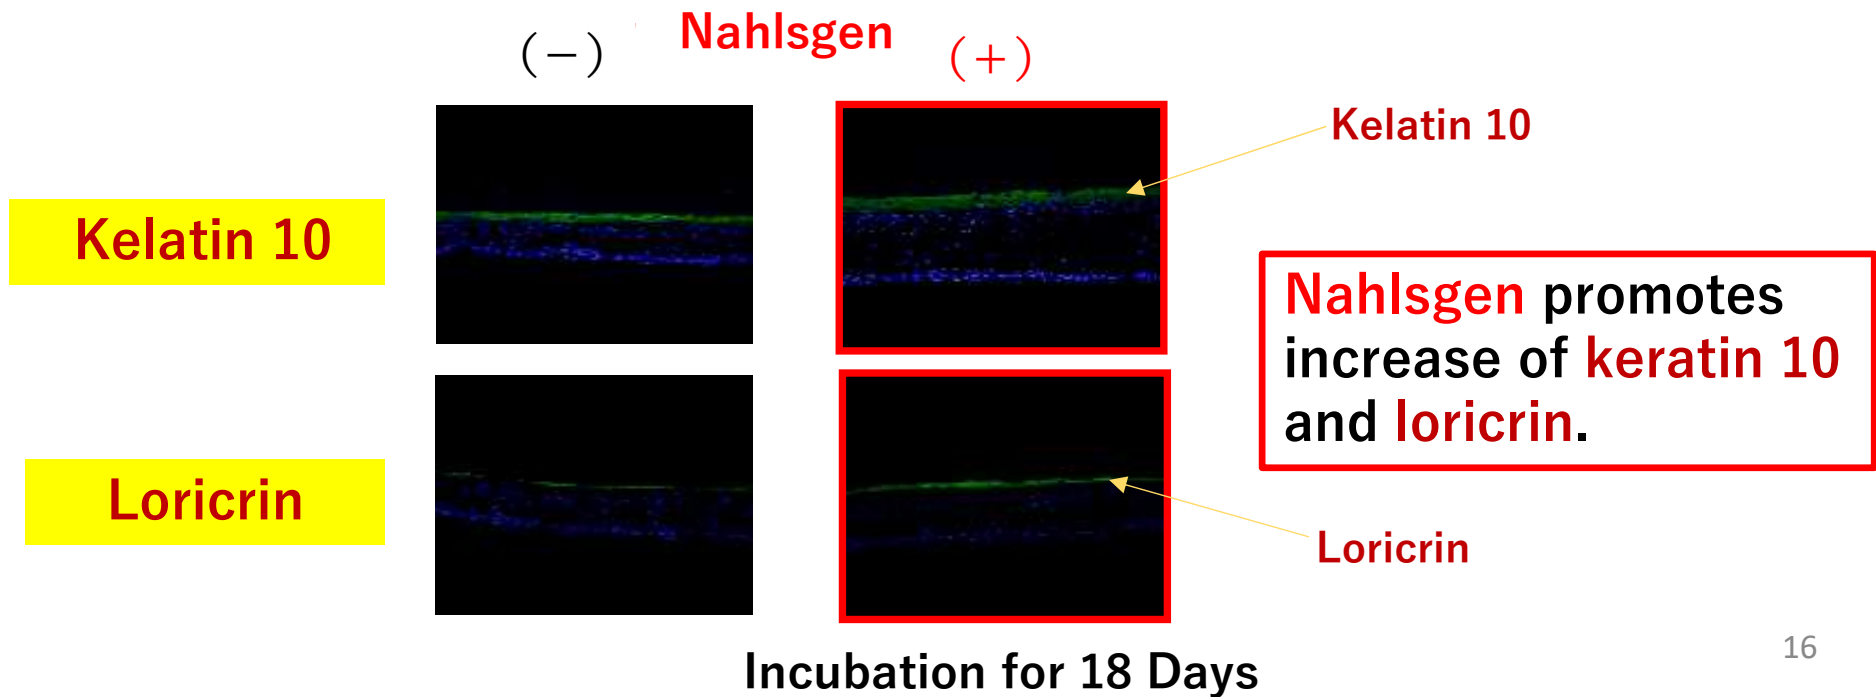 Nahlsgen
(−)
(+)
Kelatin 10
Kelatin 10
Nahlsgen promotes
increase of keratin 10
and loricrin.
Loricrin
Loricrin
Incubation for 18 Days
16